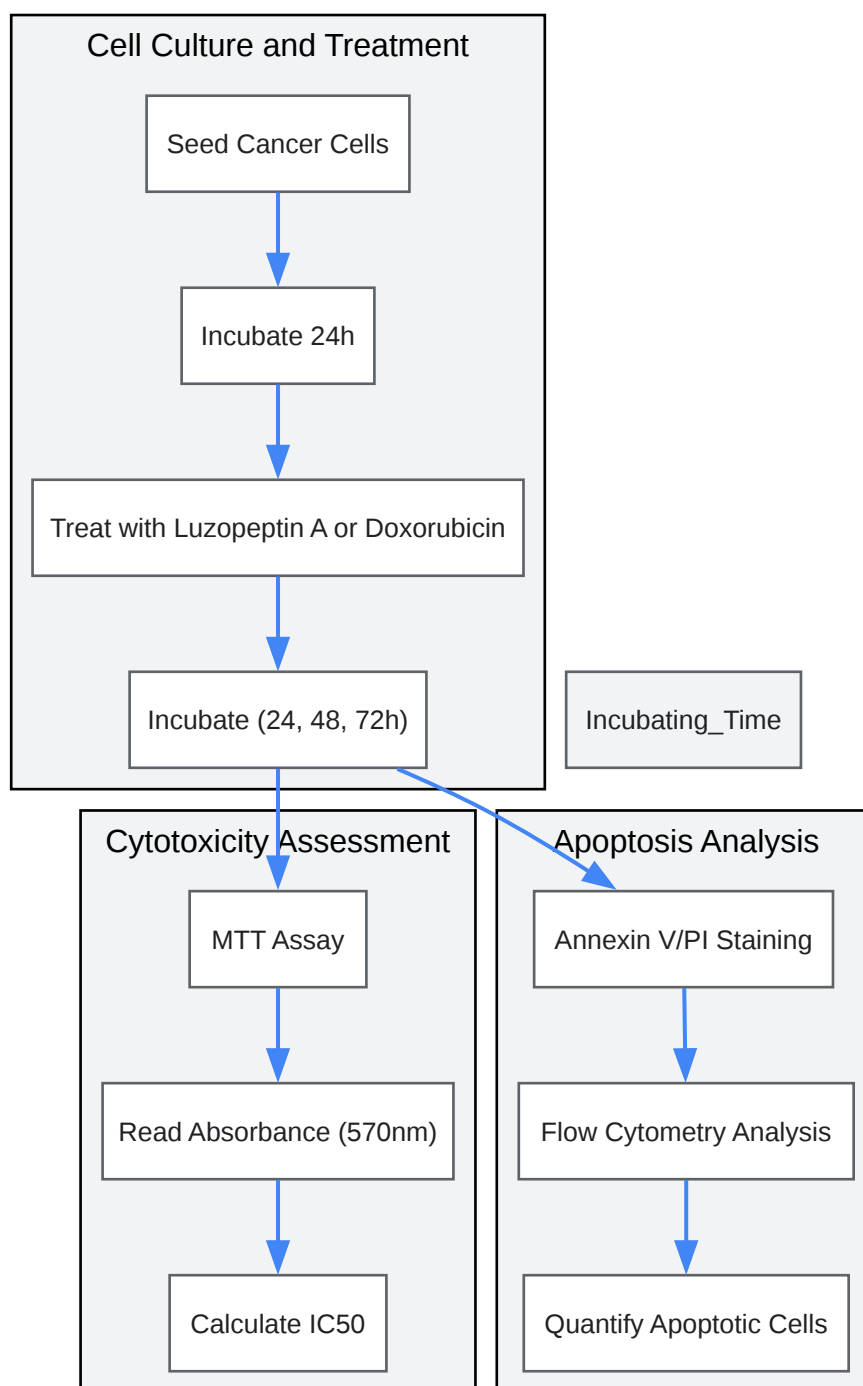 Cell Culture and Treatment
Seed Cancer Cells
Incubate 24h
Treat with Luzopeptin A or Doxorubicin
Incubate (24, 48, 72h)
Incubating_Time
Cytotoxicity Assessment
MTT Assay
Read Absorbance (570nm)
Calculate IC50
Apoptosis Analysis
Annexin V/PI Staining
Flow Cytometry Analysis
Quantify Apoptotic Cells